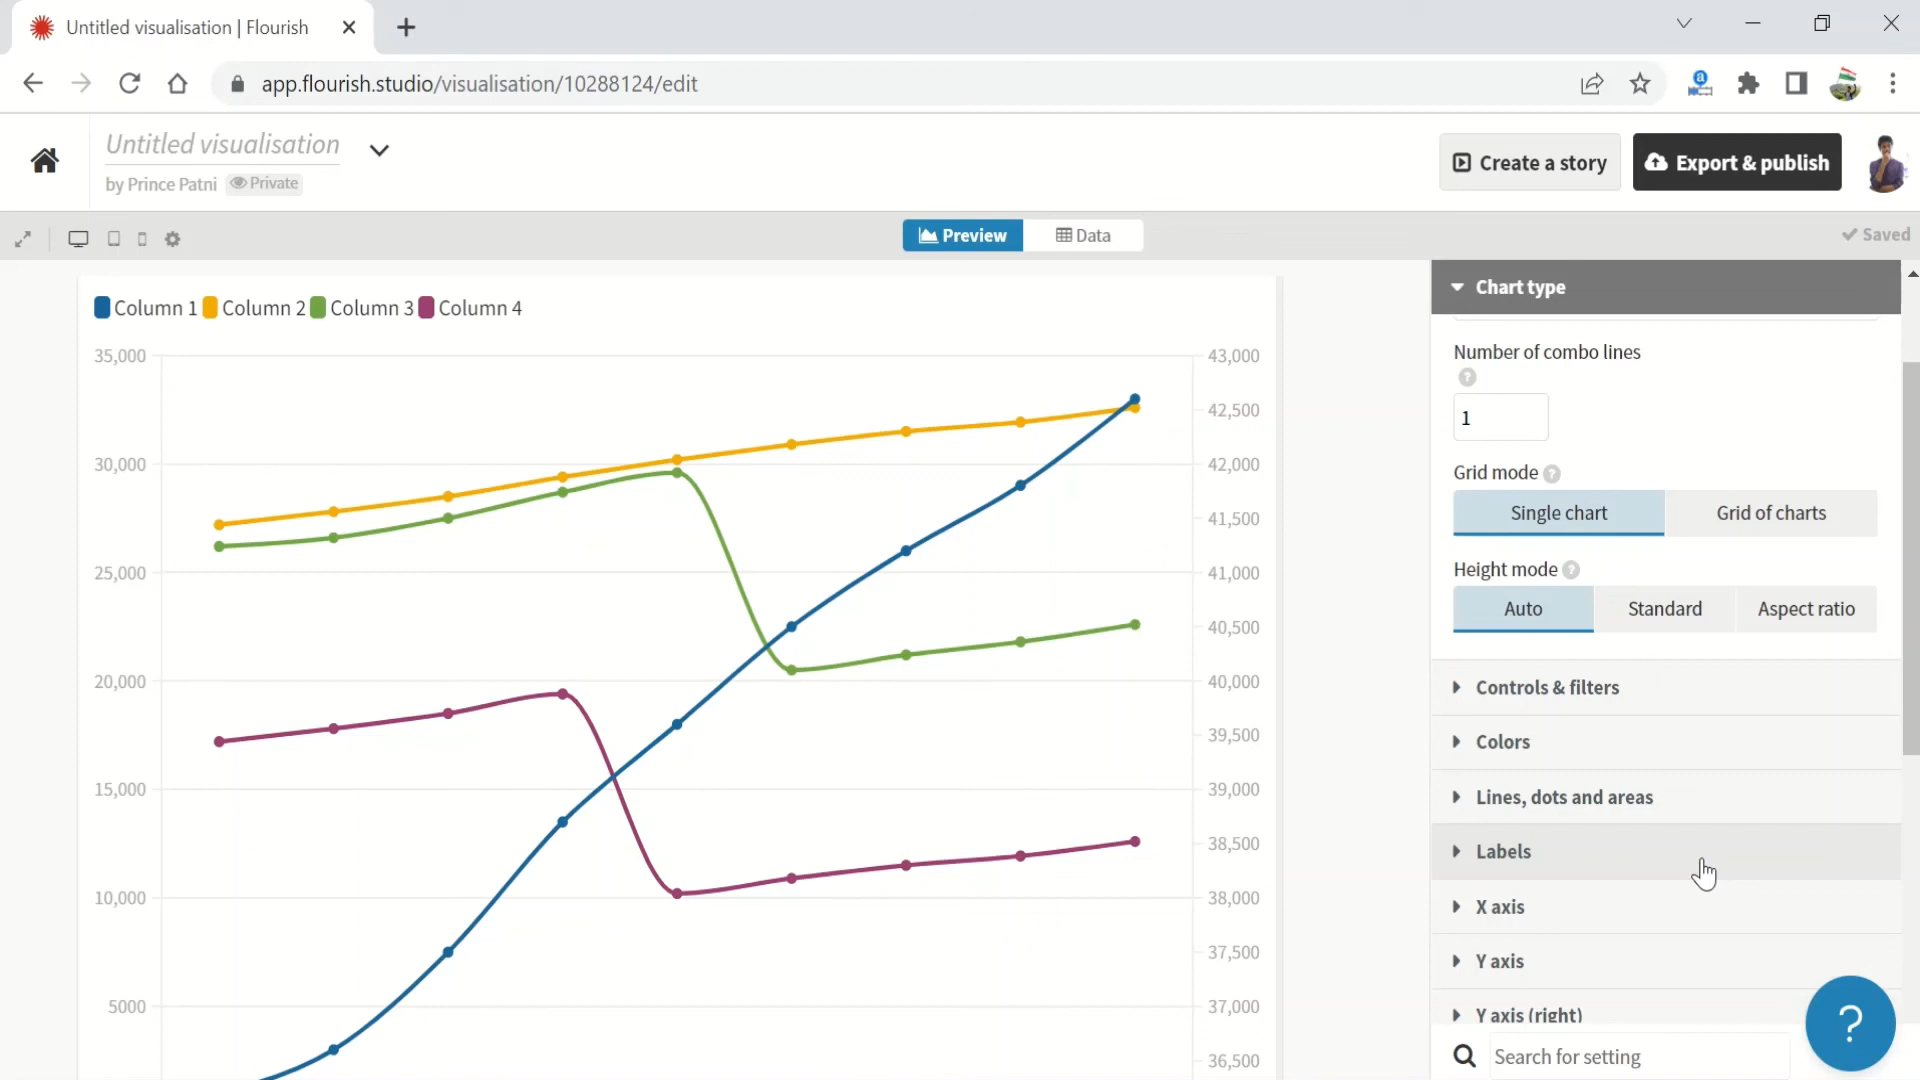 Untitled visualisation | Flourish
app.flourish.studio/visualisation/10288124/edit
Untitled visualisation
by Prince Patni Private
Create a story
Export & publish
Preview
Data
Saved
Column 1 Column 2 Column 3 Column 4
35,000
30,000
25,000
20,000
15,000
10,000
5000
43,000
42,500
42,000
41,500
41,000
40,500
40,000
39,500
39,000
38,500
38,000
37,500
37,000
36,500
Chart type
Number of combo lines
?
1
Grid mode ?
Single chart Grid of charts
Height mode ?
Auto Standard Aspect ratio
Controls & filters
Colors
Lines, dots and areas
Labels
X axis
Y axis
Y axis (right)
Search for setting
?